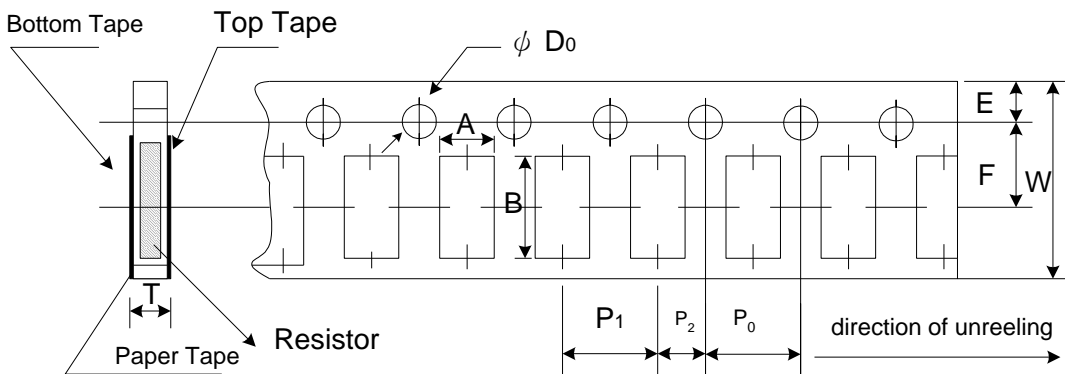 Bottom Tape
Top Tape
ψ D0
E
A
F
W
B
T
P1
P2
P0
direction of unreeling
Resistor
Paper Tape